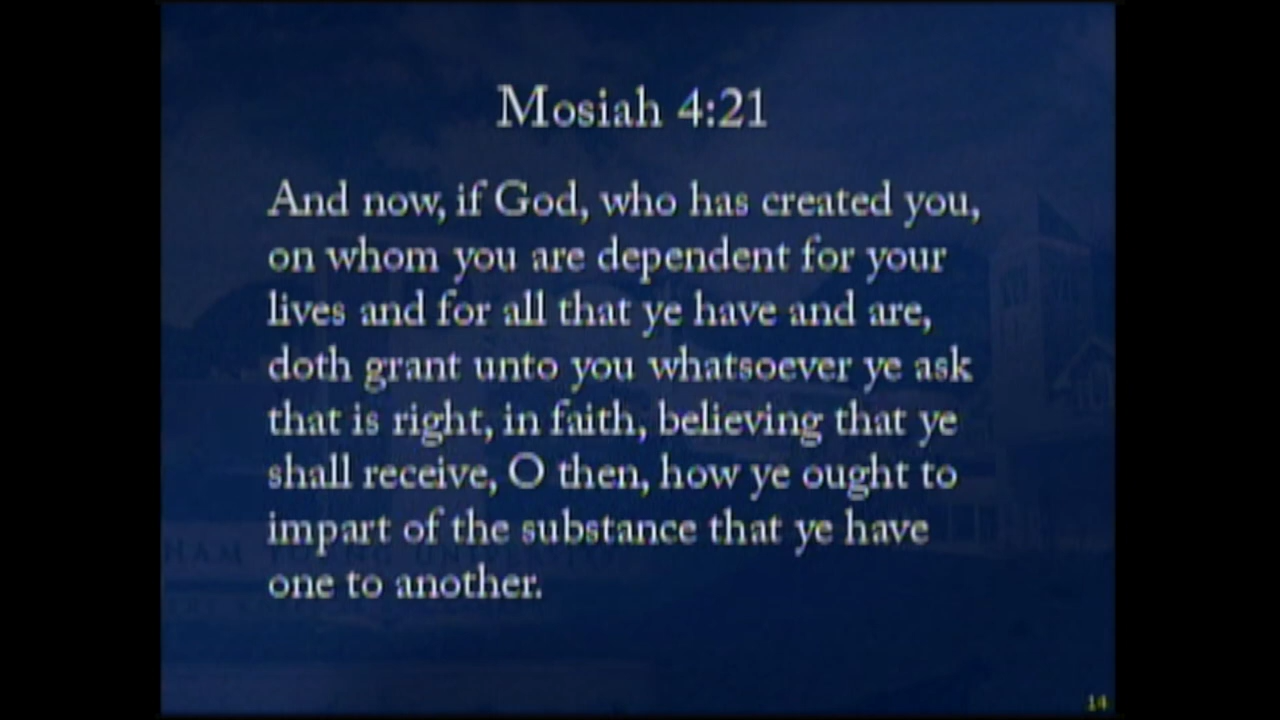 Mosiah 4:21
And now, if God, who has created you,
on whom you are dependent for your
lives and for all that ye have and are,
doth grant unto you whatsoever ye ask
that is right, in faith, believing that ye
shall receive, O then, how ye ought to
impart of the substance that ye have
one to another.
HAM YOUNG UNIVERSITY
14